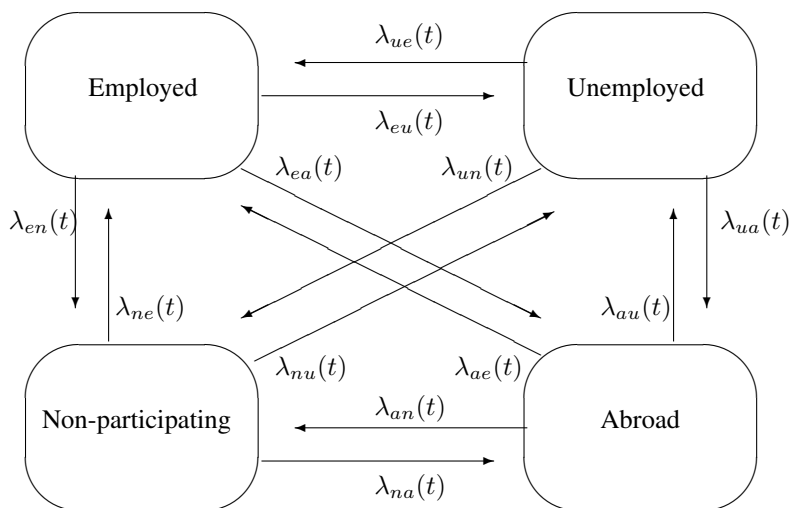 λ_ue(t)
Employed
Unemployed
λ_eu(t)
λ_ea(t)
λ_un(t)
λ_en(t)
λ_ua(t)
λ_ne(t)
λ_au(t)
λ_nu(t)
λ_ae(t)
λ_an(t)
Non-participating
Abroad
λ_na(t)